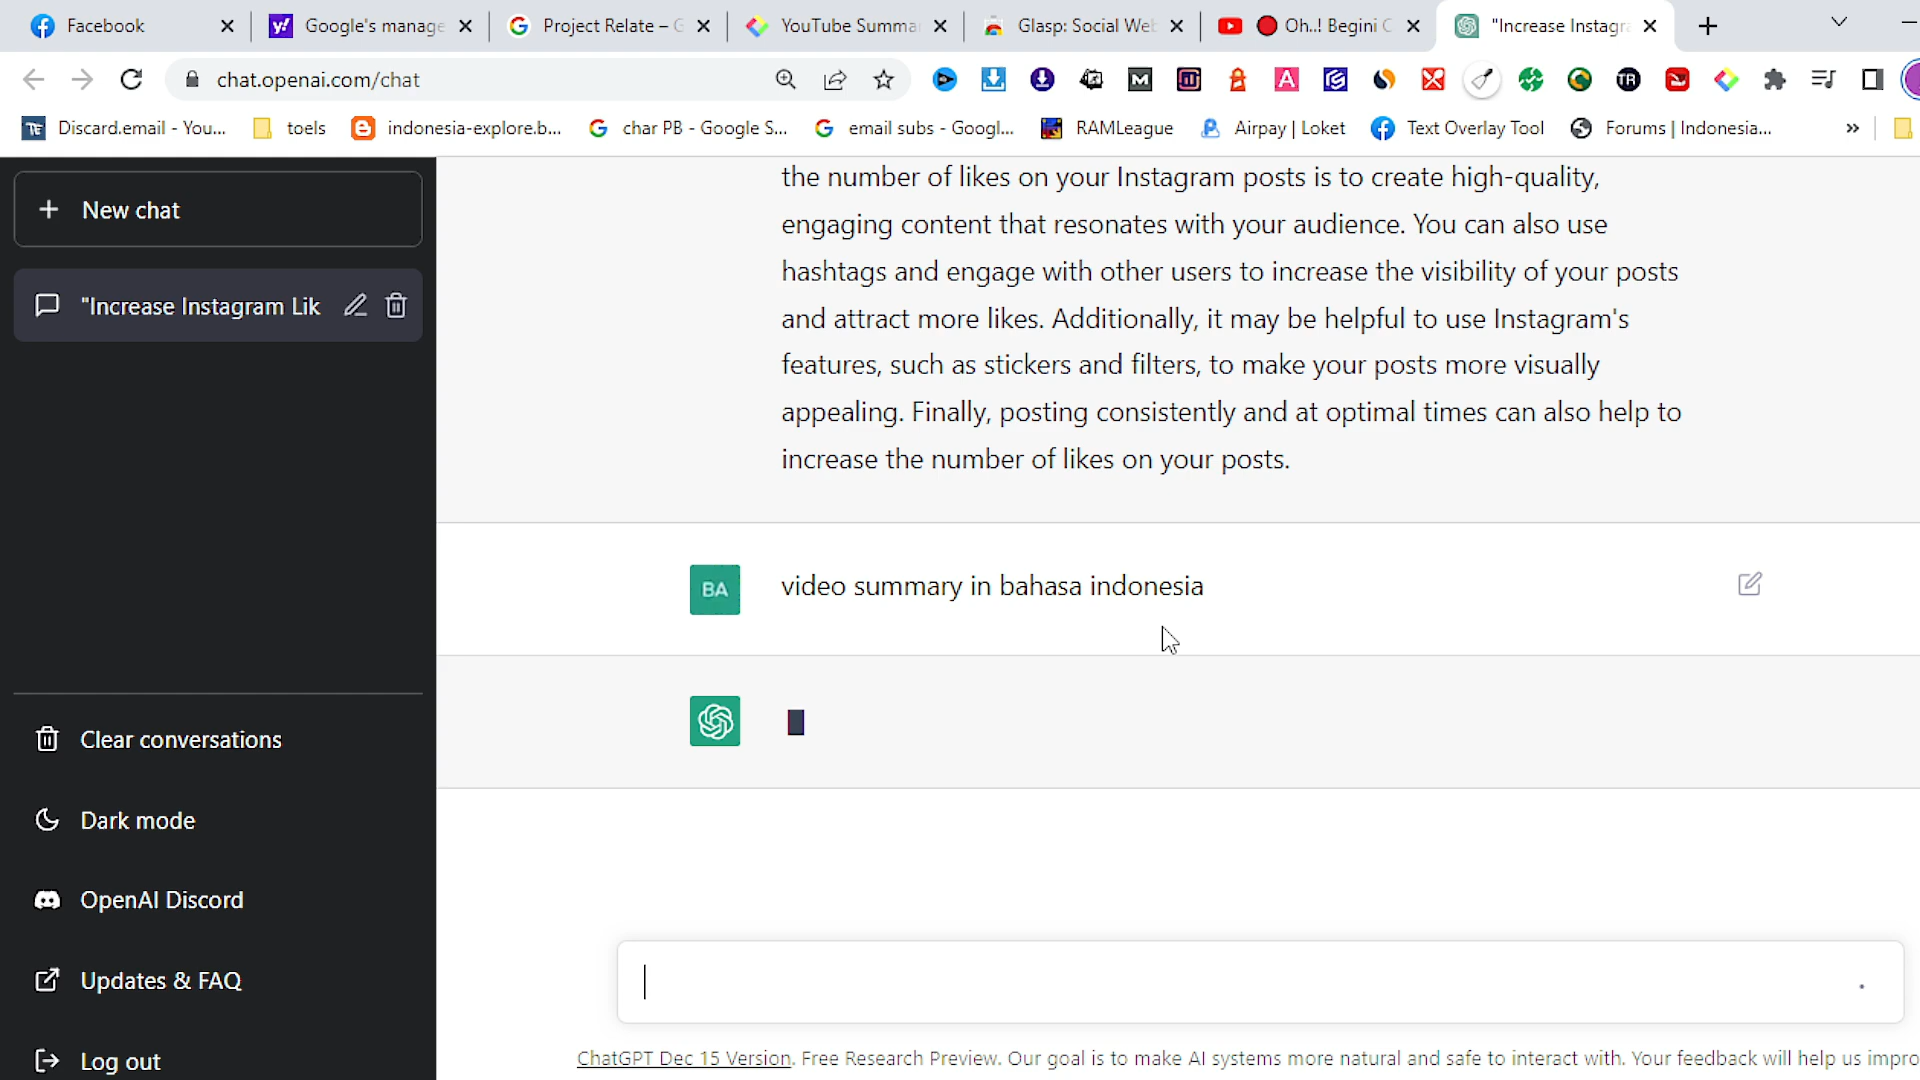 Facebook
Google's manage
Project Relate – G
YouTube Summa
Glasp: Social We
Oh..! Begini C
"Increase Instagra
chat.openai.com/chat
Discard.email - You...
toels
indonesia-explore.b...
char PB - Google S...
email subs - Googl...
RAMLeague
Airpay | Loket
Text Overlay Tool
Forums | Indonesia...
»
New chat
"Increase Instagram Lik
Clear conversations
Dark mode
OpenAI Discord
Updates & FAQ
Log out
the number of likes on your Instagram posts is to create high-quality,
engaging content that resonates with your audience. You can also use
hashtags and engage with other users to increase the visibility of your posts
and attract more likes. Additionally, it may be helpful to use Instagram's
features, such as stickers and filters, to make your posts more visually
appealing. Finally, posting consistently and at optimal times can also help to
increase the number of likes on your posts.
BA
video summary in bahasa indonesia
ChatGPT Dec 15 Version. Free Research Preview. Our goal is to make AI systems more natural and safe to interact with. Your feedback will help us impro